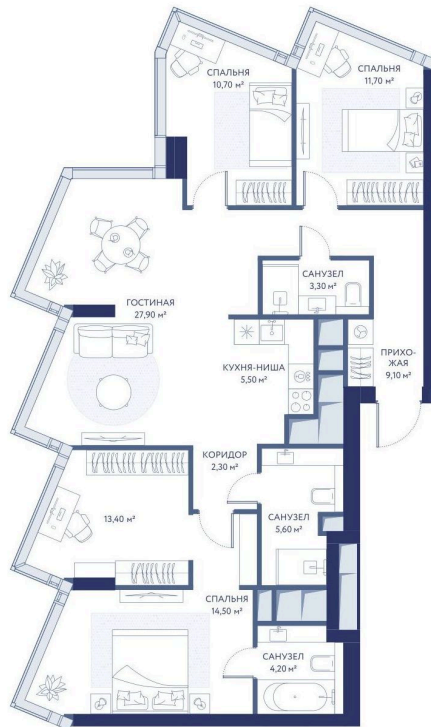 СПАЛЬНЯ
10,70 м²
СПАЛЬНЯ
11,70 м²
САНУЗЕЛ
3,30 м²
ГОСТИНАЯ
27,90 м²
КУХНЯ-НИША
5,50 м²
ПРИХО-
ЖАЯ
9,10 м²
КОРИДОР
2,30 м²
13,40 м²
САНУЗЕЛ
5,60 м²
СПАЛЬНЯ
14,50 м²
САНУЗЕЛ
4,20 м²